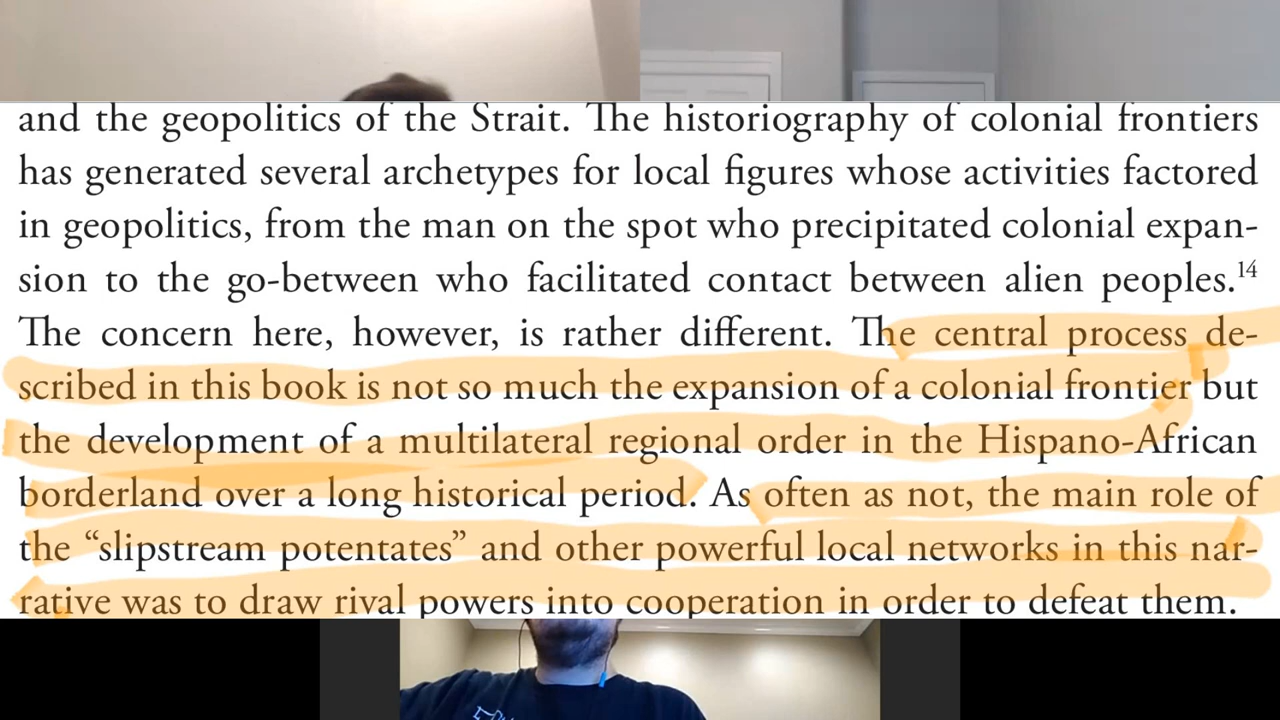 and the geopolitics of the Strait. The historiography of colonial frontiers
has generated several archetypes for local figures whose activities factored
in geopolitics, from the man on the spot who precipitated colonial expan-
sion to the go-between who facilitated contact between alien peoples.14
The concern here, however, is rather different. The central process de-
scribed in this book is not so much the expansion of a colonial frontier but
the development of a multilateral regional order in the Hispano-African
borderland over a long historical period. As often as not, the main role of
the “slipstream potentates” and other powerful local networks in this nar-
rative was to draw rival powers into cooperation in order to defeat them.